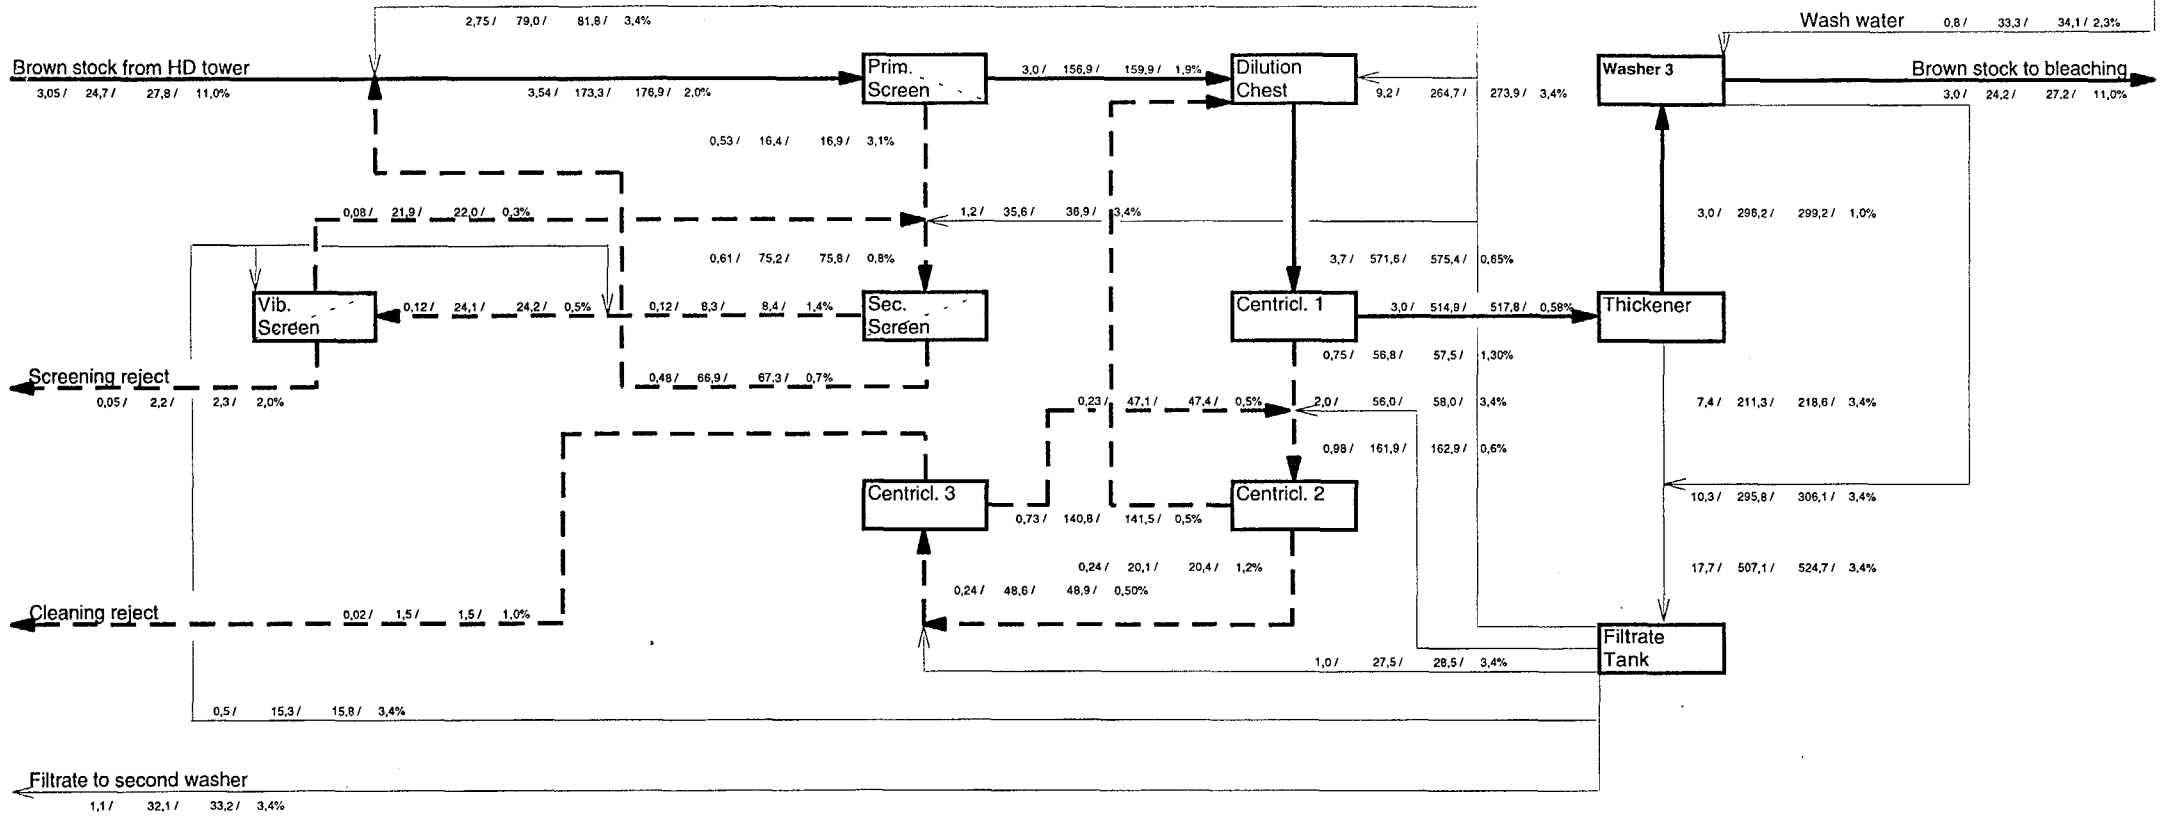 2,75 / 79,0 / 81,8 / 3,4%
Wash water 0,8 / 33,3 / 34,1 / 2,3%
Brown stock from HD tower
3,05 / 24,7 / 27,8 / 11,0%
3,54 / 173,3 / 176,9 / 2,0%
Prim.
Screen
3,0 / 156,9 / 159,9 / 1,9%
Dilution
Chest
9,2 / 264,7 / 273,9 / 3,4%
Washer 3
Brown stock to bleaching
3,0 / 24,2 / 27,2 / 11,0%
0,53 / 16,4 / 16,9 / 3,1%
0,08 / 21,9 / 22,0 / 0,3%
1,2 / 35,6 / 36,9 / 3,4%
3,0 / 296,2 / 299,2 / 1,0%
0,61 / 75,2 / 75,8 / 0,8%
3,7 / 571,6 / 575,4 / 0,65%
Vib.
Screen
0,12 / 24,1 / 24,2 / 0,5%
0,12 / 8,3 / 8,4 / 1,4%
Sec.
Screen
Centricl. 1
3,0 / 514,9 / 517,8 / 0,58%
Thickener
0,75 / 56,8 / 57,5 / 1,30%
Screening reject
0,05 / 2,2 / 2,3 / 2,0%
0,48 / 66,9 / 67,3 / 0,7%
0,23 / 47,1 / 47,4 / 0,5%
2,0 / 56,0 / 58,0 / 3,4%
7,4 / 211,3 / 218,6 / 3,4%
0,98 / 161,9 / 162,9 / 0,6%
Centricl. 3
Centricl. 2
10,3 / 295,8 / 306,1 / 3,4%
0,73 / 140,8 / 141,5 / 0,5%
0,24 / 20,1 / 20,4 / 1,2%
17,7 / 507,1 / 524,7 / 3,4%
0,24 / 48,6 / 48,9 / 0,50%
Cleaning reject
0,02 / 1,5 / 1,5 / 1,0%
Filtrate
Tank
1,0 / 27,5 / 28,5 / 3,4%
0,5 / 15,3 / 15,8 / 3,4%
Filtrate to second washer
1,1 / 32,1 / 33,2 / 3,4%